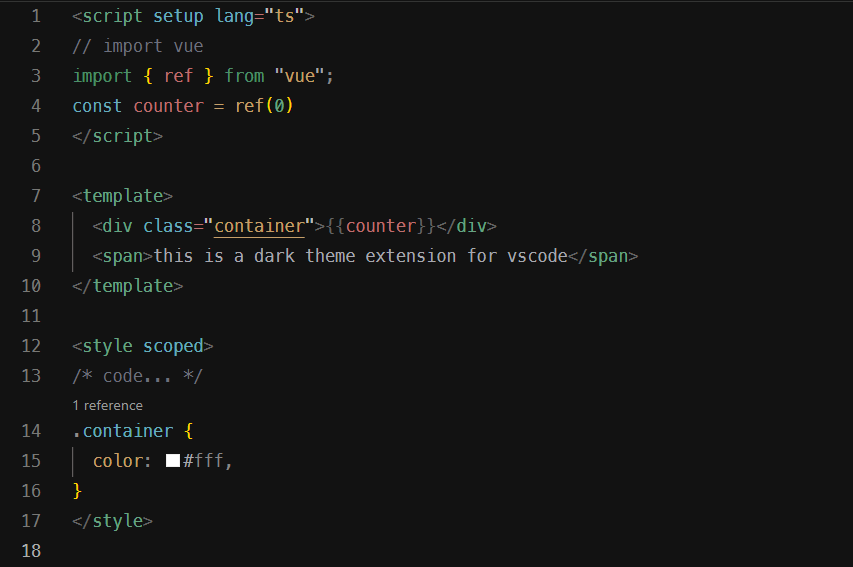 1 <script setup lang="ts">
2 // import vue
3 import { ref } from "vue";
4 const counter = ref(0)
5 </script>
6
7 <template>
8   <div class="container">{{counter}}</div>
9   <span>this is a dark theme extension for vscode</span>
10 </template>
11
12 <style scoped>
13 /* code... */
1 reference
14 .container {
15   color: #fff,
16 }
17 </style>
18